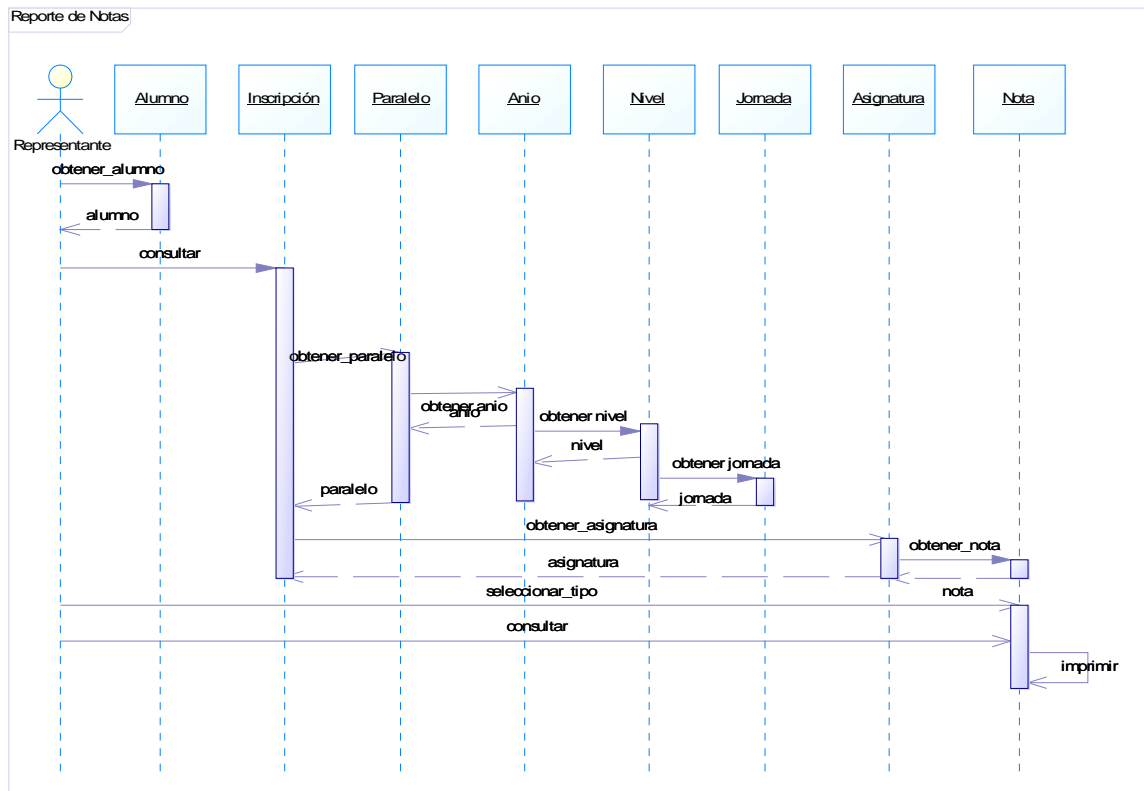 Reporte de Notas
Alumno
Inscripción
Paralelo
Anio
Nivel
Jornada
Asignatura
Nota
Representante
obtener_alumno
alumno
consultar
obtener_paralelo
obtener anio
anio
obtener nivel
nivel
obtener jornada
paralelo
jornada
obtener_asignatura
obtener_nota
asignatura
seleccionar_tipo
nota
consultar
imprimir